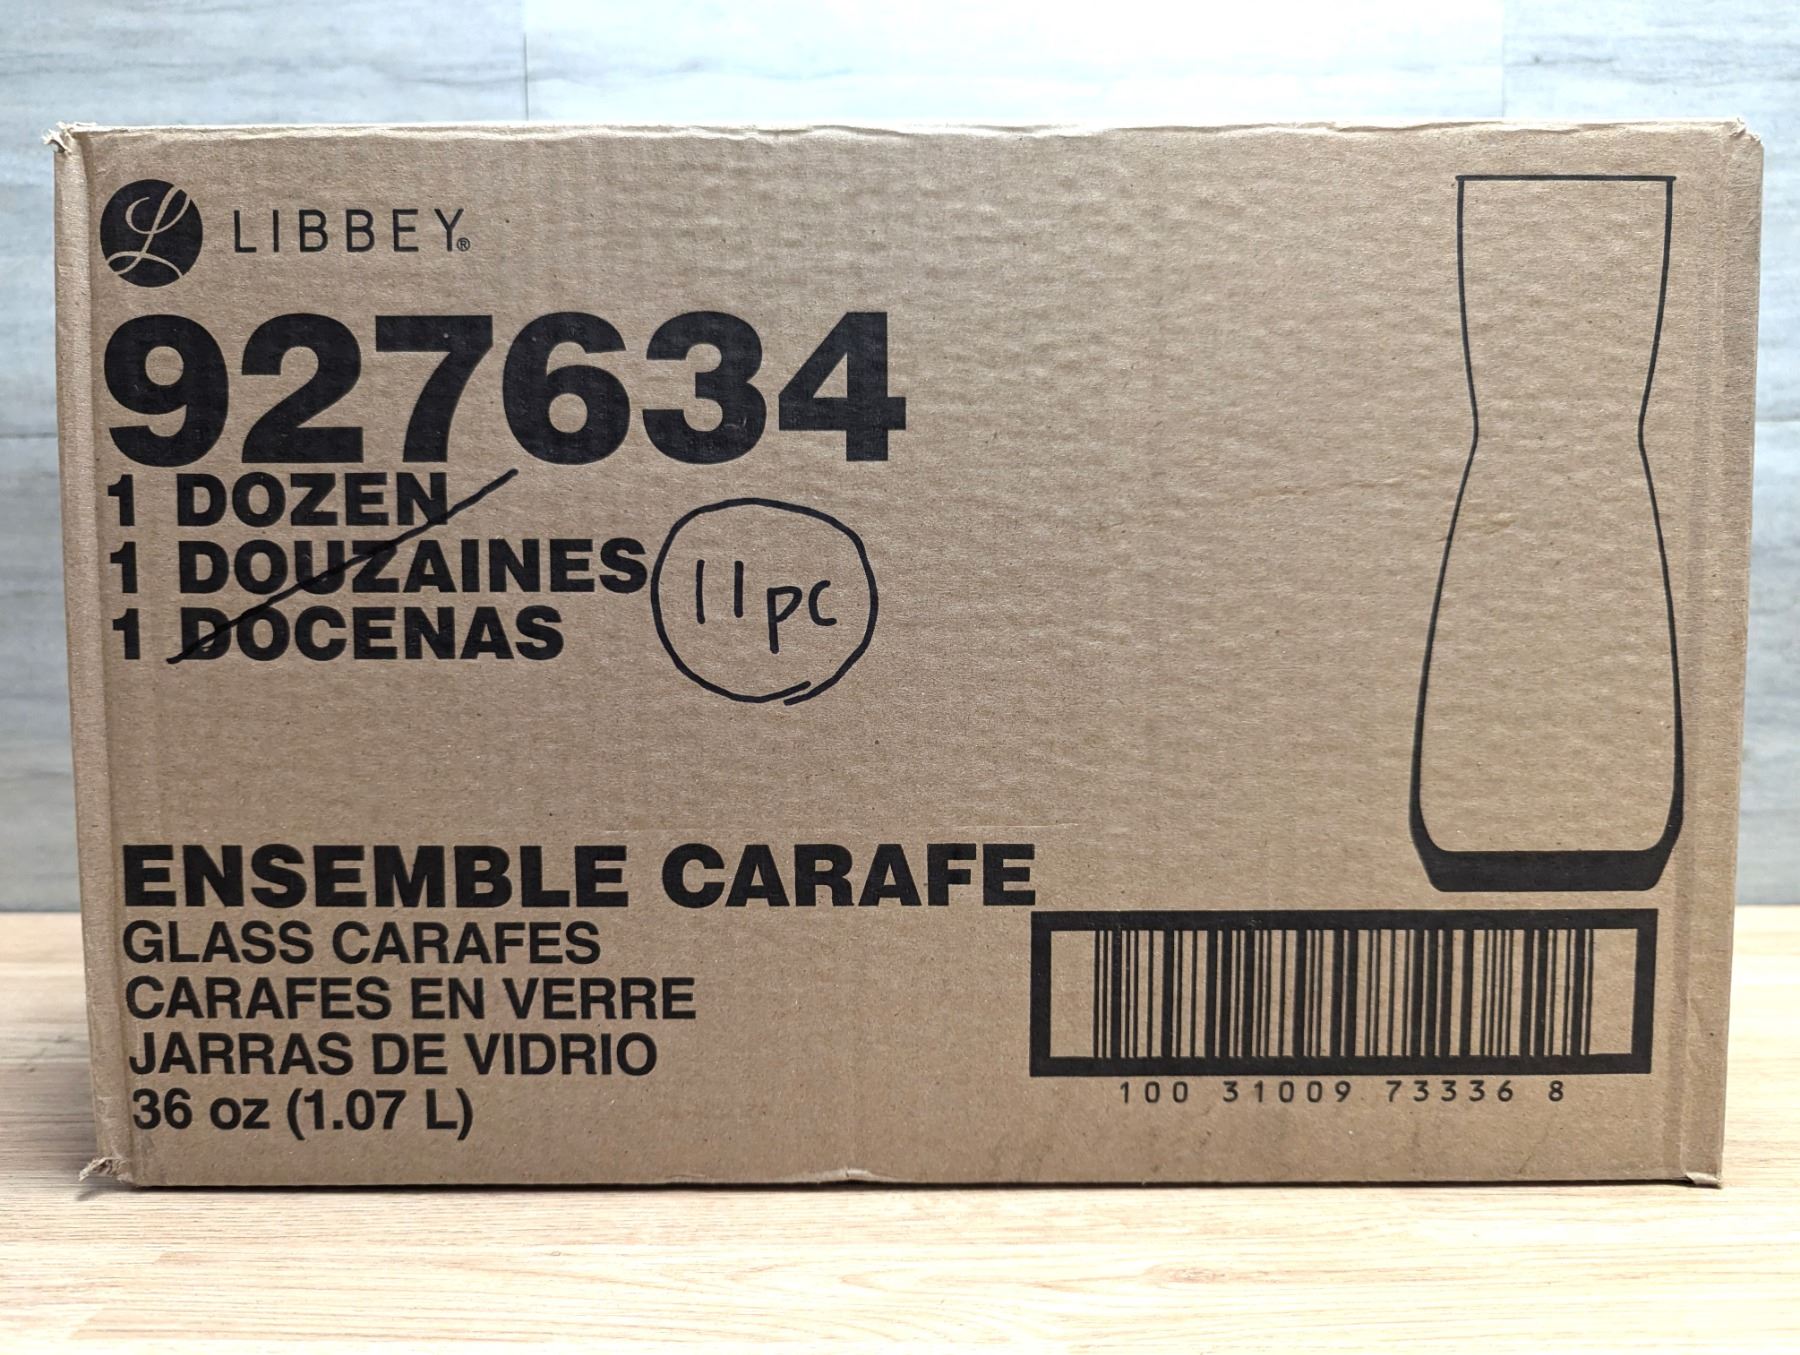 LIBBEY®
927634
1 DOZEN
1 DOUZAINES
1 DOCENAS
11pc
ENSEMBLE CARAFE
GLASS CARAFES
CARAFES EN VERRE
JARRAS DE VIDRIO
36 oz (1.07 L)
100 31009 73336 8